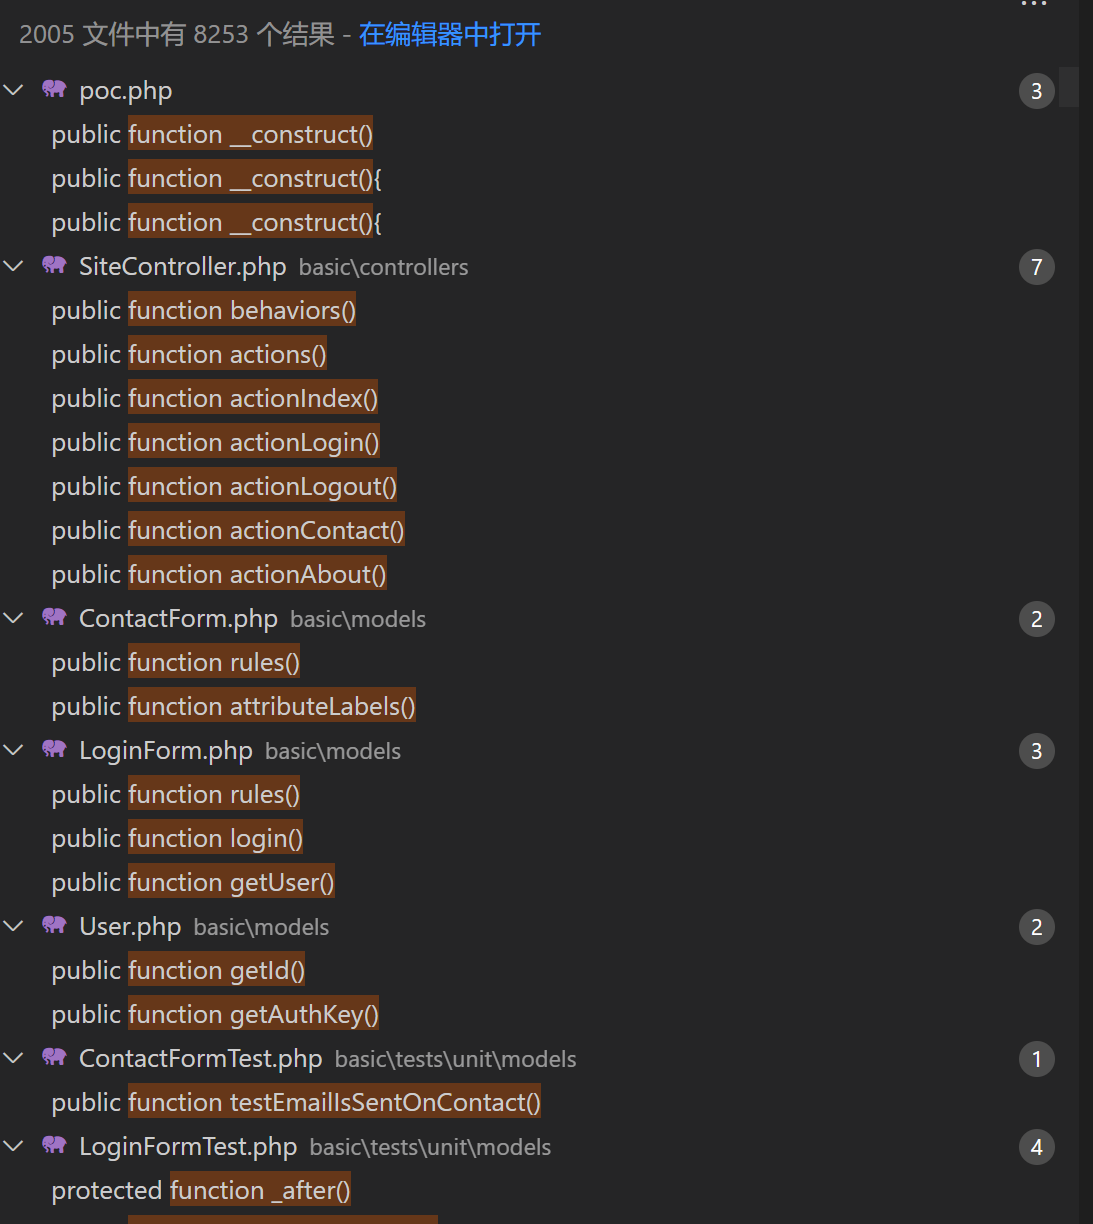 2005 文件中有 8253 个结果 - 在编辑器中打开
poc.php 3
public function __construct()
public function __construct(){
public function __construct(){
SiteController.php basic\controllers 7
public function behaviors()
public function actions()
public function actionIndex()
public function actionLogin()
public function actionLogout()
public function actionContact()
public function actionAbout()
ContactForm.php basic\models 2
public function rules()
public function attributeLabels()
LoginForm.php basic\models 3
public function rules()
public function login()
public function getUser()
User.php basic\models 2
public function getId()
public function getAuthKey()
ContactFormTest.php basic\tests\unit\models 1
public function testEmailIsSentOnContact()
LoginFormTest.php basic\tests\unit\models 4
protected function _after()